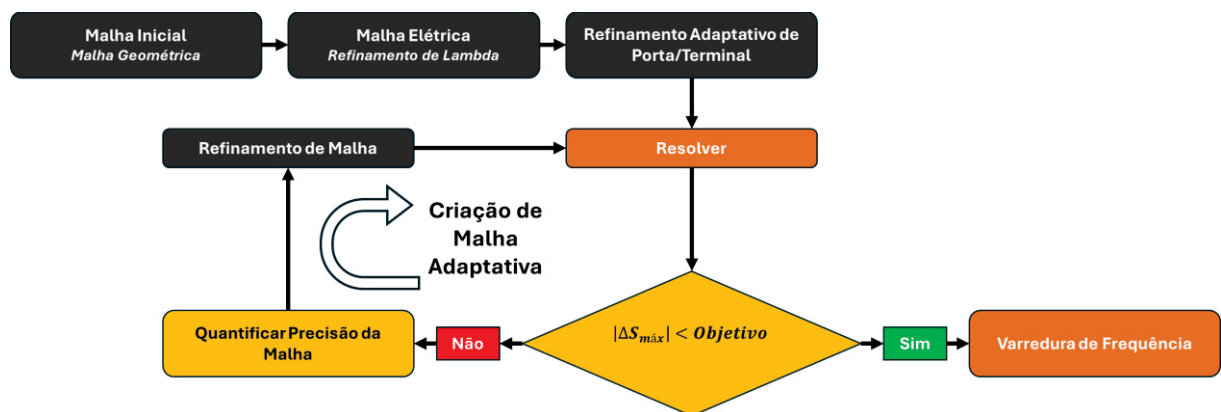 Malha Inicial
Malha Geométrica
Malha Elétrica
Refinamento de Lambda
Refinamento Adaptativo de
Porta/Terminal
Refinamento de Malha
Resolver
Criação de
Malha
Adaptativa
Quantificar Precisão da
Malha
Não
|ΔSmáx| < Objetivo
Sim
Varredura de Frequência